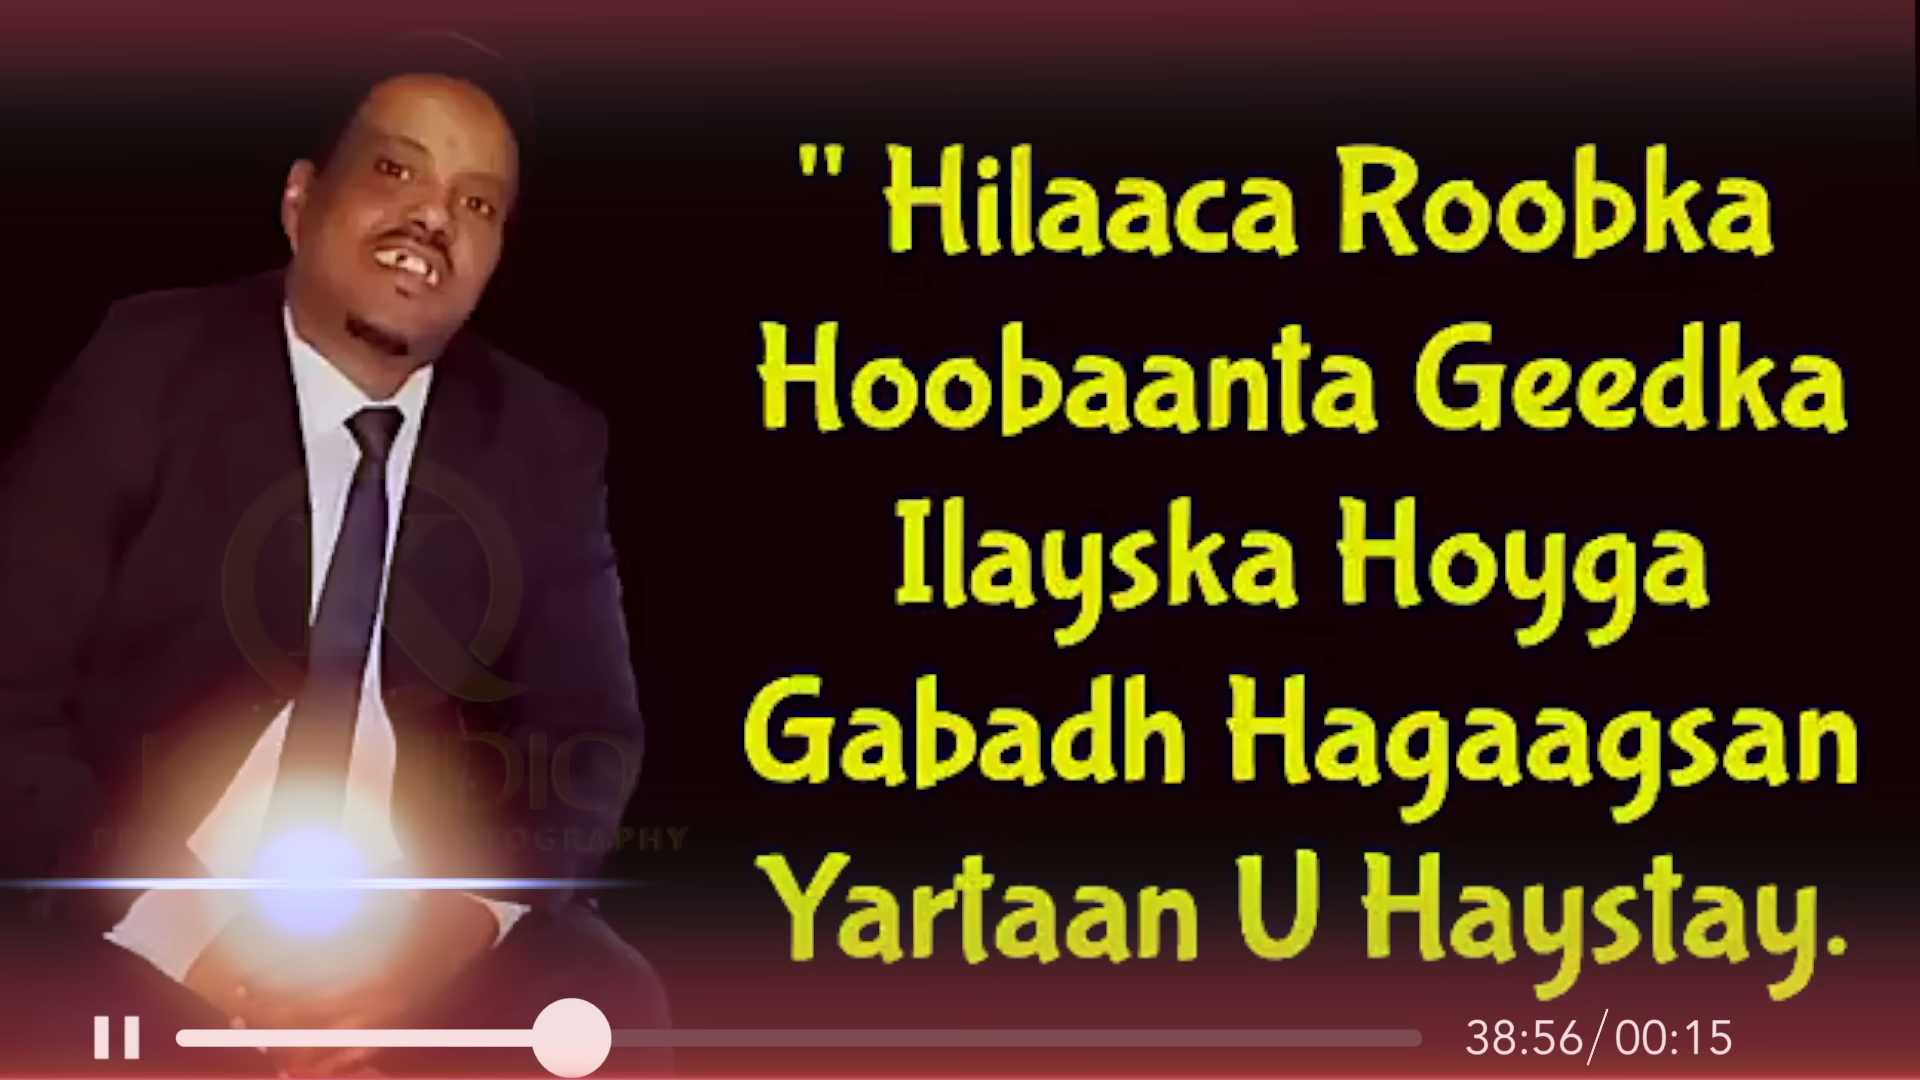 " Hilaaca Roobka
Hoobaanta Geedka
Ilayska Hoyga
Gabadh Hagaagsan
Yartaan U Haystay.
38:56/00:15